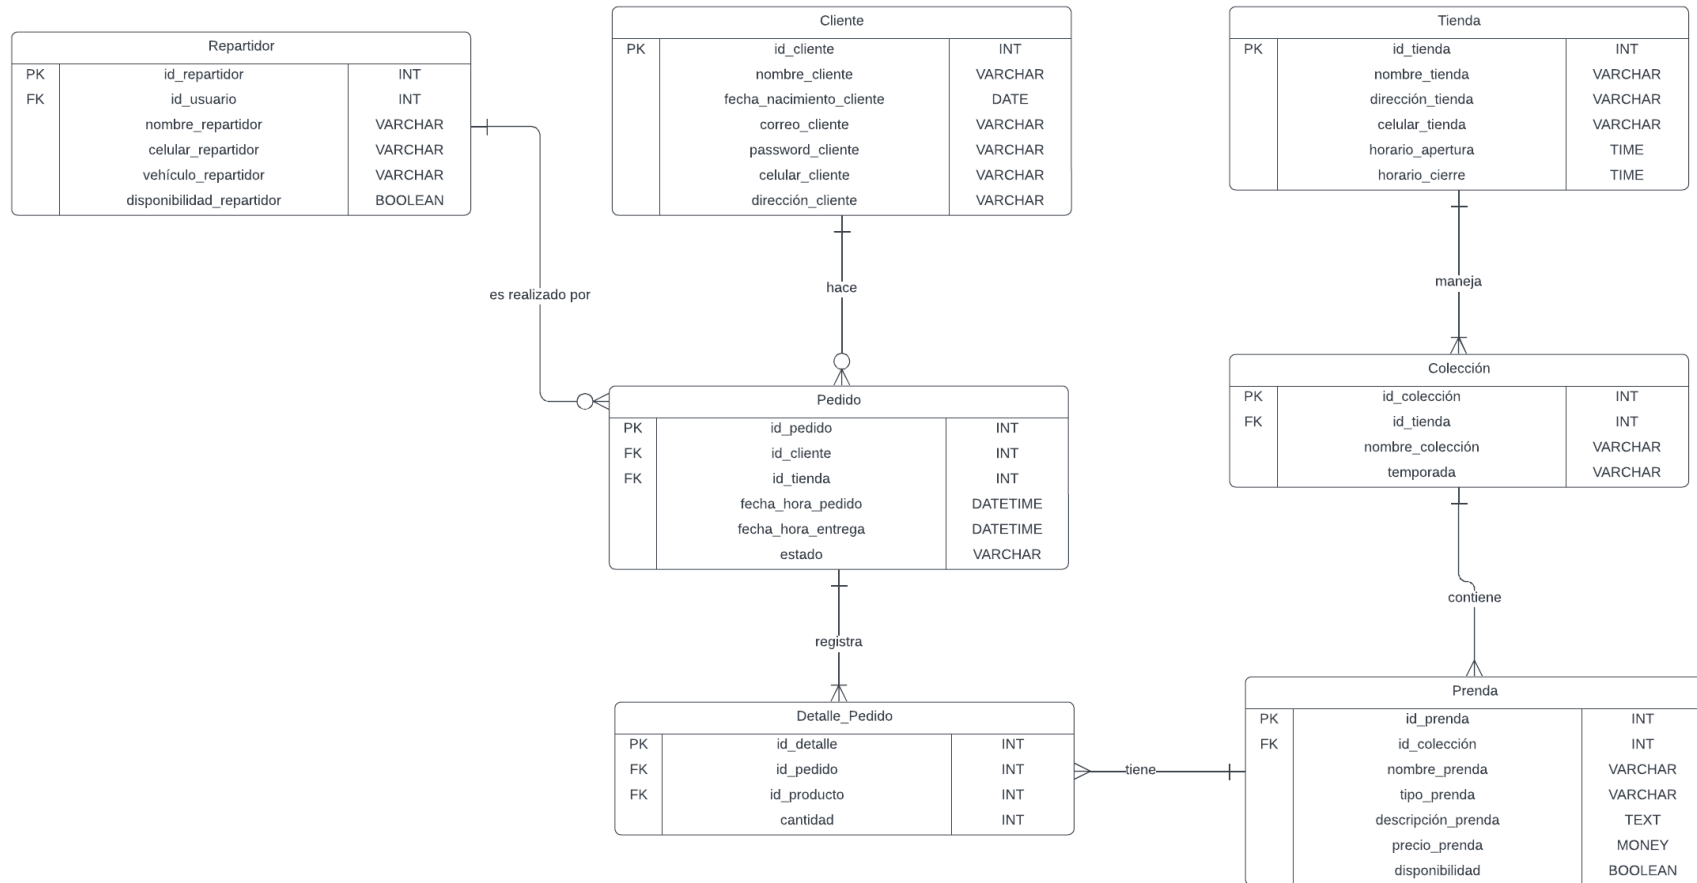 Repartidor
PK id_repartidor INT
FK id_usuario INT
nombre_repartidor VARCHAR
celular_repartidor VARCHAR
vehículo_repartidor VARCHAR
disponibilidad_repartidor BOOLEAN
Cliente
PK id_cliente INT
nombre_cliente VARCHAR
fecha_nacimiento_cliente DATE
correo_cliente VARCHAR
password_cliente VARCHAR
celular_cliente VARCHAR
dirección_cliente VARCHAR
Tienda
PK id_tienda INT
nombre_tienda VARCHAR
dirección_tienda VARCHAR
celular_tienda VARCHAR
horario_apertura TIME
horario_cierre TIME
es realizado por
hace
maneja
Pedido
PK id_pedido INT
FK id_cliente INT
FK id_tienda INT
fecha_hora_pedido DATETIME
fecha_hora_entrega DATETIME
estado VARCHAR
Colección
PK id_colección INT
FK id_tienda INT
nombre_colección VARCHAR
temporada VARCHAR
registra
contiene
Detalle_Pedido
PK id_detalle INT
FK id_pedido INT
FK id_producto INT
cantidad INT
tiene
Prenda
PK id_prenda INT
FK id_colección INT
nombre_prenda VARCHAR
tipo_prenda VARCHAR
descripción_prenda TEXT
precio_prenda MONEY
disponibilidad BOOLEAN